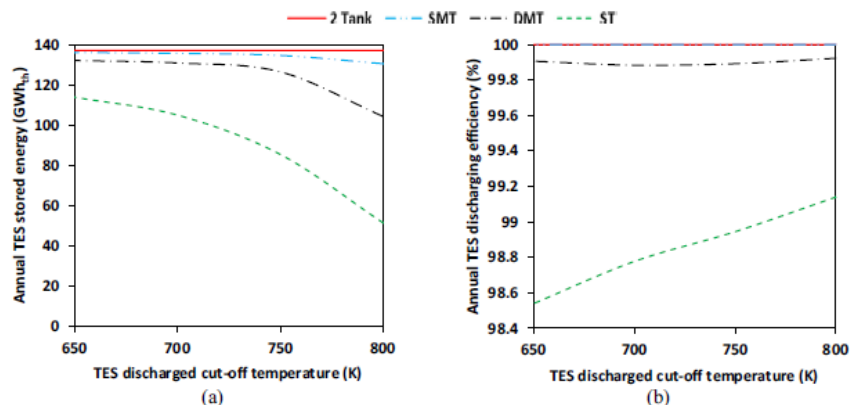 2 Tank SMT DMT ST
Annual TES stored energy (GWhth)
140
120
100
80
60
40
20
0
650 700 750 800
TES discharged cut-off temperature (K)
(a)
Annual TES discharging efficiency (%)
100
99.8
99.6
99.4
99.2
99
98.8
98.6
98.4
650 700 750 800
TES discharged cut-off temperature (K)
(b)